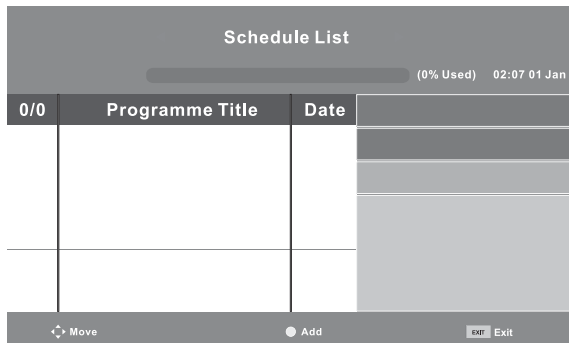 Schedule List
(0% Used) 02:07 01 Jan
0/0 Programme Title Date
Move Add EXIT Exit